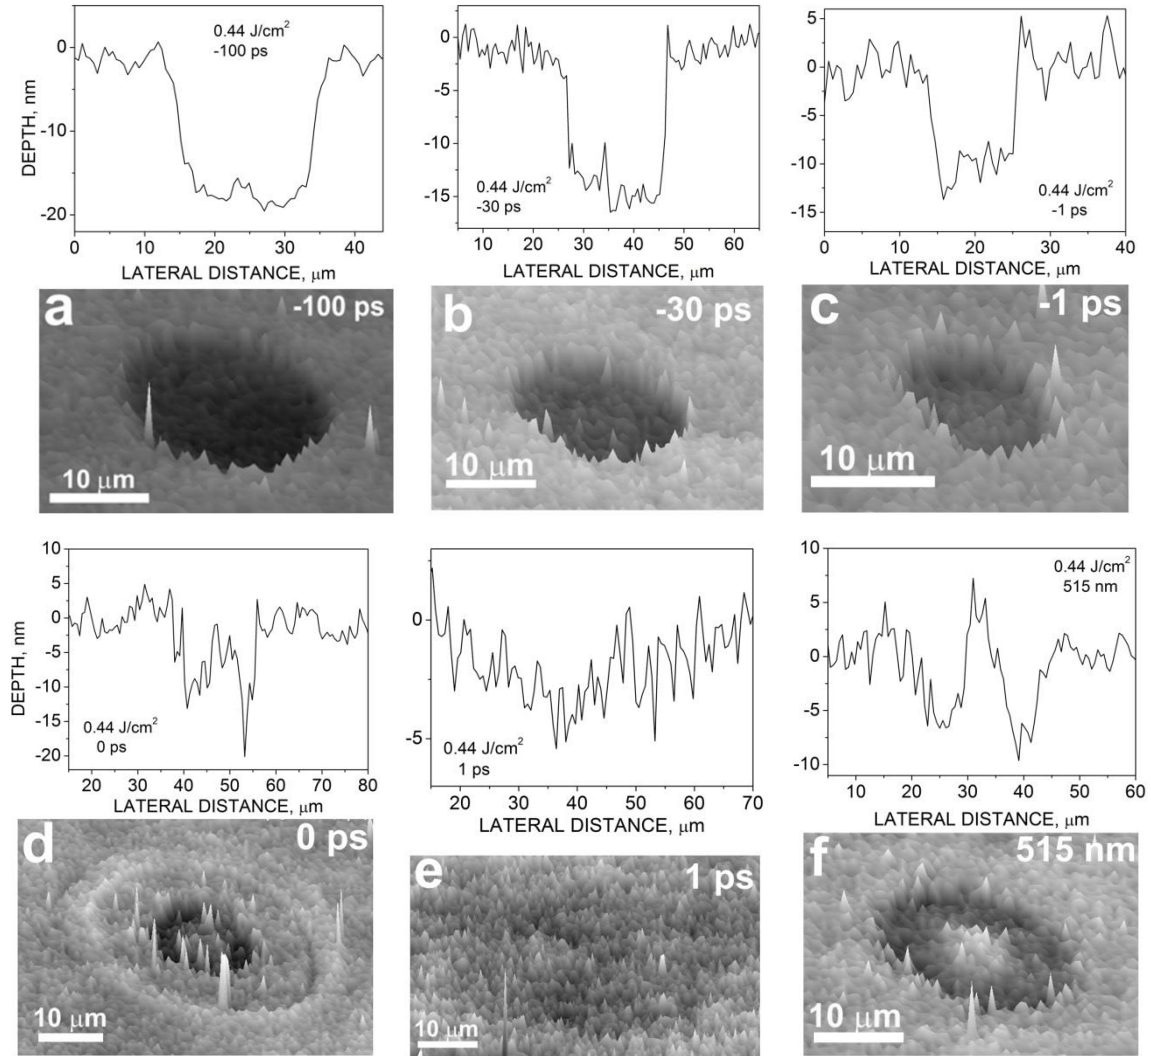 0.44 J/cm²
-100 ps
0
-10
-20
DEPTH, nm
0 10 20 30 40
LATERAL DISTANCE, μm
5
0
-5
-10
-15
0.44 J/cm²
-30 ps
10 20 30 40 50 60
LATERAL DISTANCE, μm
5
0
-5
-10
-15
0.44 J/cm²
-1 ps
0 10 20 30 40
LATERAL DISTANCE, μm
a -100 ps
10 μm
b -30 ps
10 μm
c -1 ps
10 μm
10
5
0
-5
-10
-15
-20
DEPTH, nm
0.44 J/cm²
0 ps
20 30 40 50 60 70 80
LATERAL DISTANCE, μm
0
-5
0.44 J/cm²
1 ps
20 30 40 50 60 70
LATERAL DISTANCE, μm
10
5
0
-5
-10
0.44 J/cm²
515 nm
10 20 30 40 50 60
LATERAL DISTANCE, μm
d 0 ps
10 μm
e 1 ps
10 μm
f 515 nm
10 μm